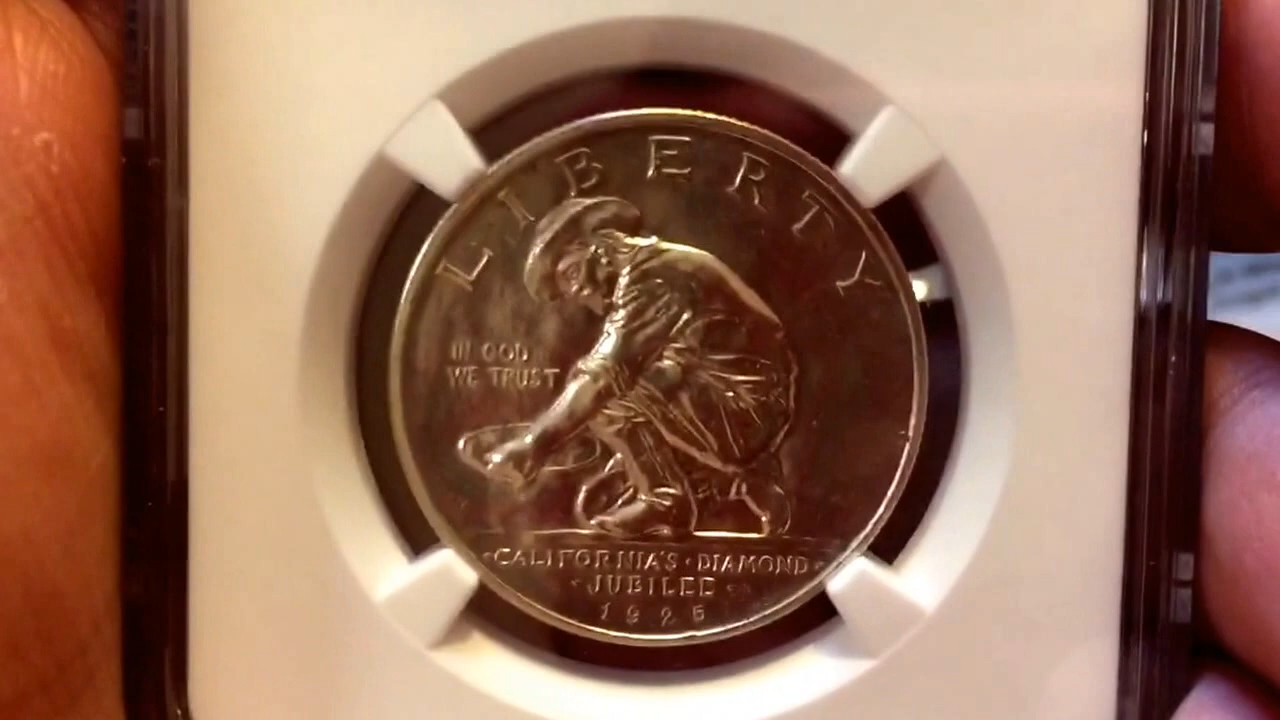 LIBERTY
IN GOD
WE TRUST
·CALIFORNIA'S·DIAMOND·
·JUBILEE·
1925